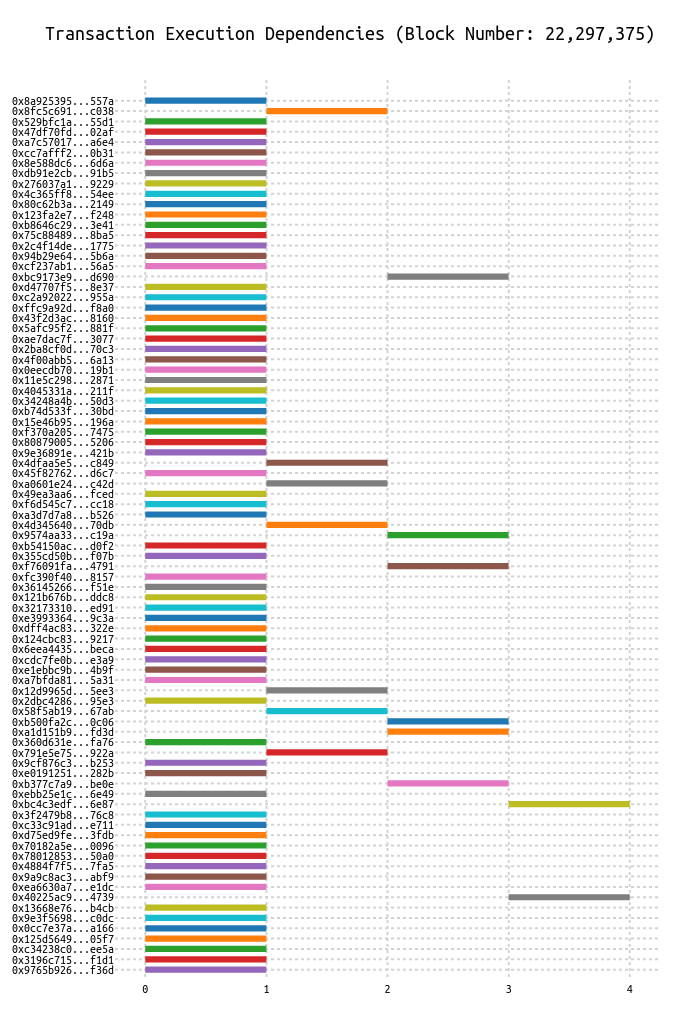 Transaction Execution Dependencies (Block Number: 22,297,375)
0x8a925395...557a
0x8fc5c691...c038
0x529bfc1a...55d1
0x47df70fd...02af
0xa7c57017...a6e4
0xcc7afff2...0b31
0x8e588dc6...6d6a
0xdb91e2cb...91b5
0x276037a1...9229
0x4c365ff8...54ee
0x80c62b3a...2149
0x123fa2e7...f248
0xb8646c29...3e41
0x75c88489...8ba5
0x2c4f14de...1775
0x94b29e64...5b6a
0xcf237ab1...56a5
0xbc9173e9...d690
0xd47707f5...8e37
0xc2a92022...955a
0xffc9a92d...f8a0
0x43f2d3ac...8160
0x5afc95f2...881f
0xae7dac7f...3077
0x2ba8cf0d...70c3
0x4f00abb5...6a13
0x0eecdb70...19b1
0x11e5c298...2871
0x4045331a...211f
0x34248a4b...50d3
0xb74d533f...30bd
0x15e46b95...196a
0xf370a205...7475
0x80879005...5206
0x9e36891e...421b
0x4dfaa5e5...c849
0x45f82762...d6c7
0xa0601e24...c42d
0x49ea3aa6...fced
0xf6d545c7...cc18
0xa3d7d7a8...b526
0x4d345640...70db
0x9574aa33...c19a
0xb54150ac...d0f2
0x355cd50b...f07b
0xf76091fa...4791
0xfc390f40...8157
0x36145266...f51e
0x121b676b...ddc8
0x32173310...ed91
0xe3993364...9c3a
0xdff4ac83...322e
0x124cbc83...9217
0x6eea4435...beca
0xcdc7fe0b...e3a9
0xe1ebbc9b...4b9f
0xa7bfda81...5a31
0x12d9965d...5ee3
0x2dbc4286...95e3
0x58f5ab19...67ab
0xb500fa2c...0c06
0xa1d151b9...fd3d
0x360d631e...fa76
0x791e5e75...922a
0x9cf876c3...b253
0xe0191251...282b
0xb377c7a9...be0e
0xebb25e1c...6e49
0xbc4c3edf...6e87
0x3f2479b8...76c8
0xc33c91ad...e711
0xd75ed9fe...3fdb
0x70182a5e...0096
0x78012853...50a0
0x4884f7f5...7fa5
0x9a9c8ac3...abf9
0xea6630a7...e1dc
0x40225ac9...4739
0x13668e76...b4cb
0x9e3f5698...c0dc
0x0cc7e37a...a166
0x125d5649...05f7
0xc34238c0...ee5a
0x3196c715...f1d1
0x9765b926...f36d
0 1 2 3 4